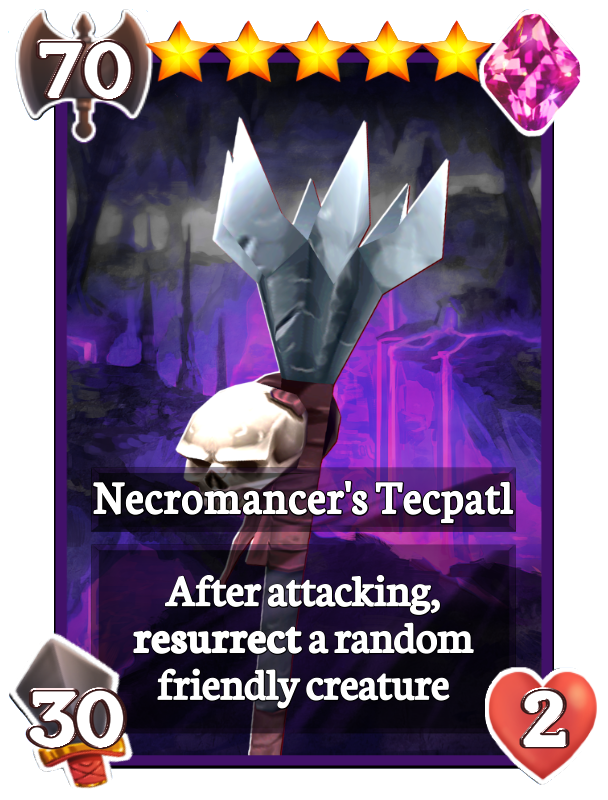 70
Necromancer's Tecpatl
After attacking,
resurrect a random
friendly creature
30
2